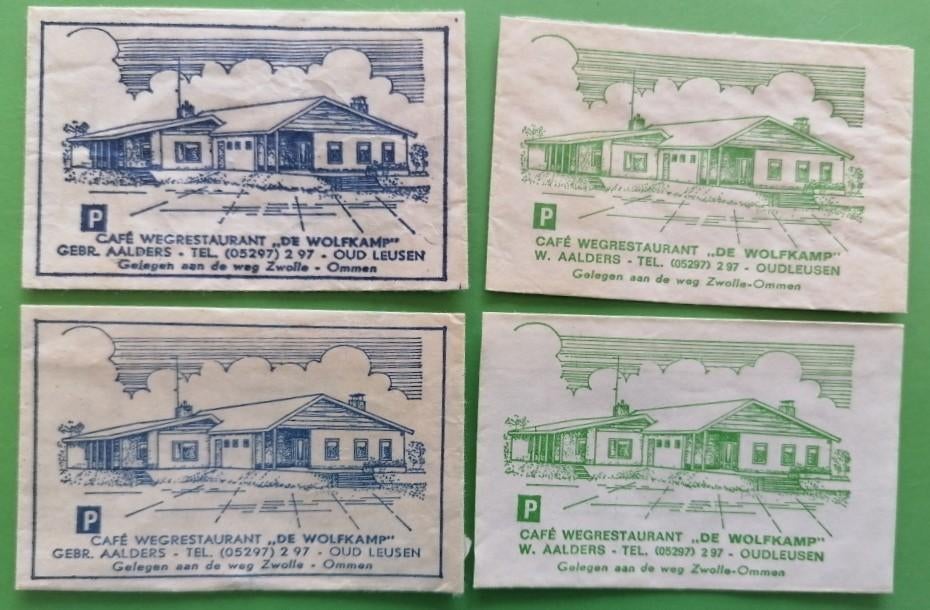 P
CAFÉ WEGRESTAURANT „DE WOLFKAMP"
GEBR. AALDERS - TEL. (05297) 2 97 - OUD LEUSEN
Gelegen aan de weg Zwolle - Ommen
P
CAFÉ WEGRESTAURANT „DE WOLFKAMP"
W. AALDERS - TEL. (05297) 2 97 - OUDLEUSEN
Gelegen aan de weg Zwolle-Ommen
P
CAFÉ WEGRESTAURANT „DE WOLFKAMP"
GEBR. AALDERS - TEL. (05297) 2 97 - OUD LEUSEN
Gelegen aan de weg Zwolle - Ommen
P
CAFÉ WEGRESTAURANT „DE WOLFKAMP"
W. AALDERS - TEL. (05297) 2 97 - OUDLEUSEN
Gelegen aan de weg Zwolle-Ommen